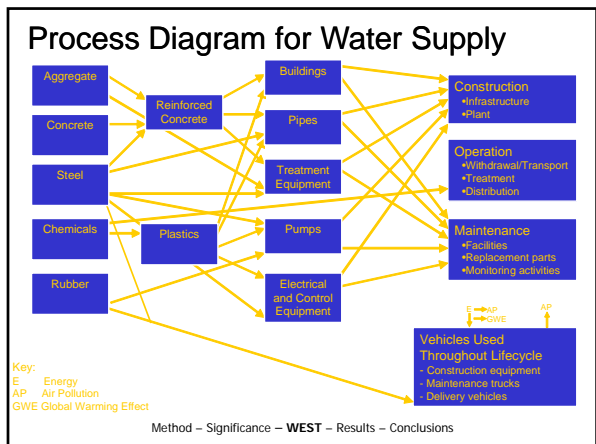 Process Diagram for Water Supply
Aggregate
Concrete
Steel
Chemicals
Rubber
Reinforced
Concrete
Plastics
Buildings
Pipes
Treatment
Equipment
Pumps
Electrical
and Control
Equipment
Construction
•Infrastructure
•Plant
Operation
•Withdrawal/Transport
•Treatment
•Distribution
Maintenance
•Facilities
•Replacement parts
•Monitoring activities
E AP
GWE
AP
Vehicles Used
Throughout Lifecycle
- Construction equipment
- Maintenance trucks
- Delivery vehicles
Key:
E Energy
AP Air Pollution
GWE Global Warming Effect
Method – Significance – WEST – Results – Conclusions